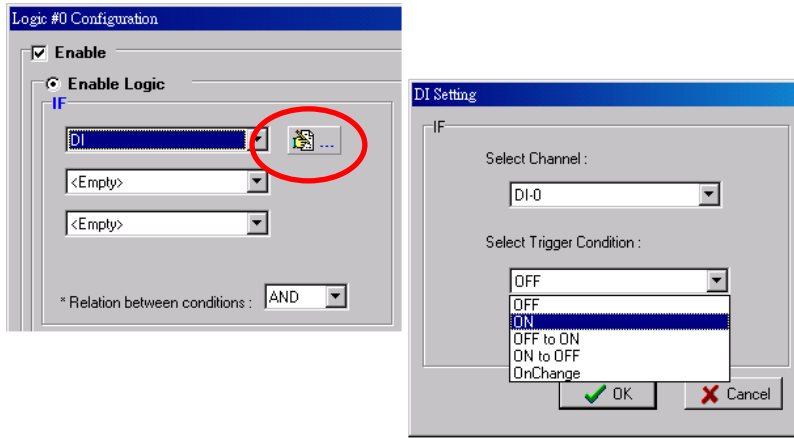 Logic #0 Configuration
Enable
Enable Logic
IF
DI
...
<Empty>
<Empty>
* Relation between conditions :
AND
DI Setting
IF
Select Channel :
DI-0
Select Trigger Condition :
OFF
OFF
ON
OFF to ON
ON to OFF
OnChange
OK
Cancel